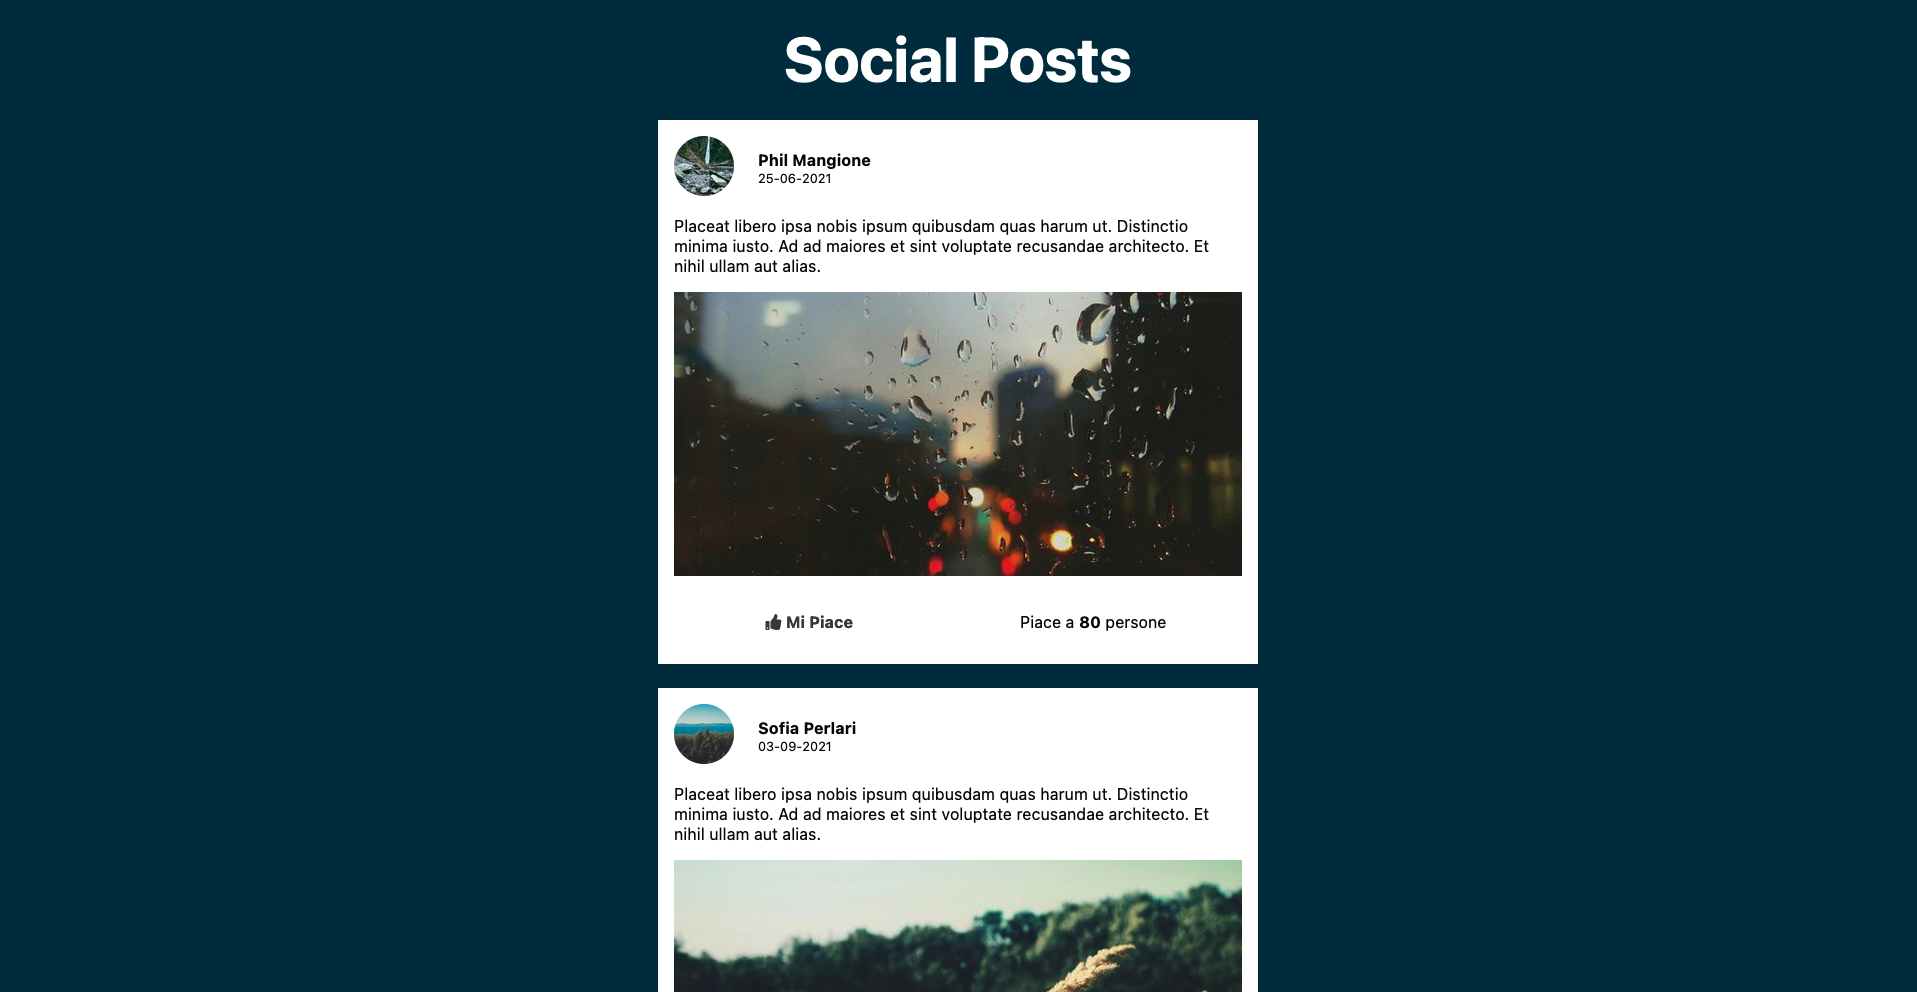 Social Posts
Phil Mangione
25-06-2021
Placeat libero ipsa nobis ipsum quibusdam quas harum ut. Distinctio
minima iusto. Ad ad maiores et sint voluptate recusandae architecto. Et
nihil ullam aut alias.
Mi Piace
Piace a 80 persone
Sofia Perlari
03-09-2021
Placeat libero ipsa nobis ipsum quibusdam quas harum ut. Distinctio
minima iusto. Ad ad maiores et sint voluptate recusandae architecto. Et
nihil ullam aut alias.